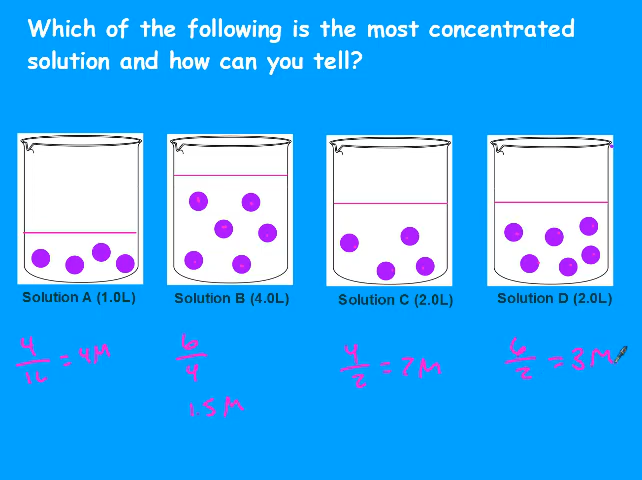 Which of the following is the most concentrated
solution and how can you tell?
Solution A (1.0L)
Solution B (4.0L)
Solution C (2.0L)
Solution D (2.0L)
4/1L = 4M
6/4
1.5 M
4/2 = 2M
6/2 = 3M